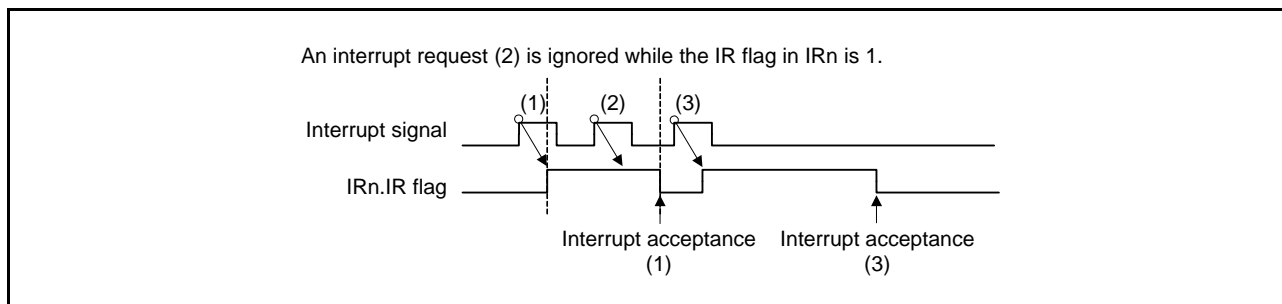 An interrupt request (2) is ignored while the IR flag in IRn is 1.
(1) (2) (3)
Interrupt signal
IRn.IR flag
Interrupt acceptance Interrupt acceptance
(1) (3)